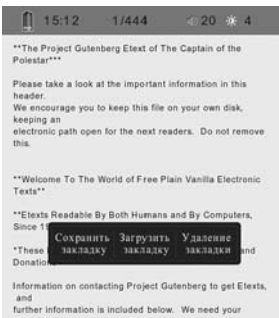 15:12 1/444 20 4
**The Project Gutenberg Etext of The Captain of the
Polestar***
Please take a look at the important information in this
header.
We encourage you to keep this file on your own disk,
keeping an
electronic path open for the next readers. Do not remove
this.
**Welcome To The World of Free Plain Vanilla Electronic
Texts**
**Etexts Readable By Both Humans and By Computers,
Since 19
Сохранить Загрузить Удаление
закладку закладку закладки
*These and
Donation
Information on contacting Project Gutenberg to get Etexts,
and
further information is included below. We need your